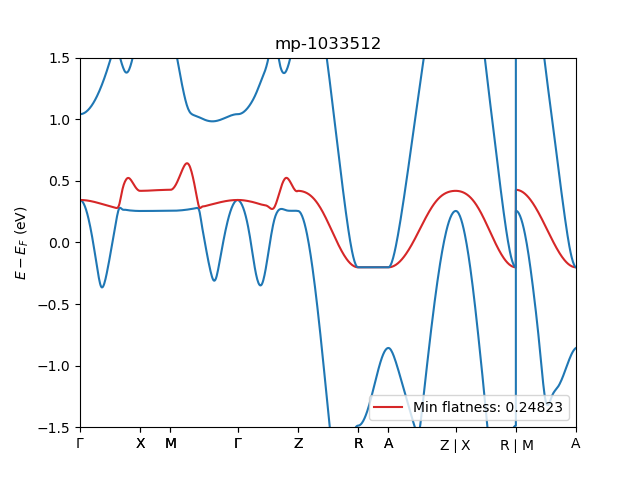 mp-1033512
E − E_F (eV)
1.5
1.0
0.5
0.0
−0.5
−1.0
−1.5
Min flatness: 0.24823
Γ X M Γ Z R A Z | X R | M A